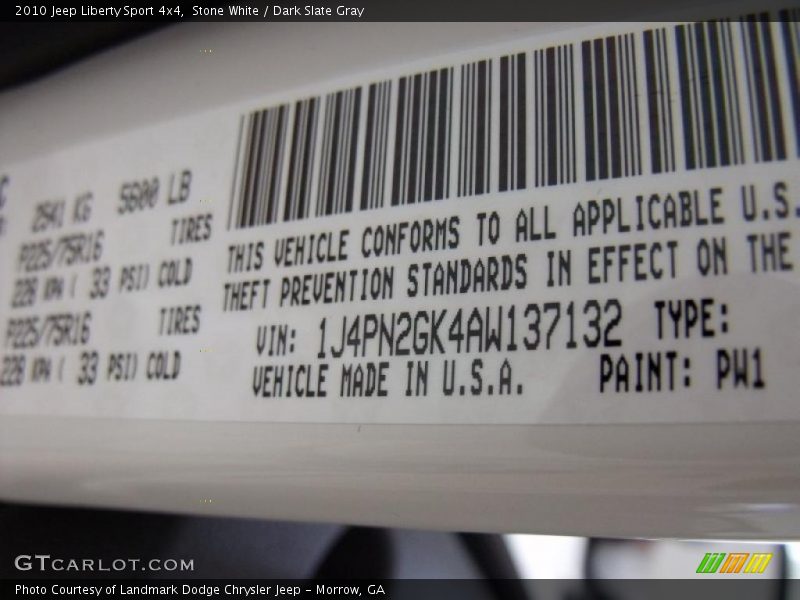 2010 Jeep Liberty Sport 4x4, Stone White / Dark Slate Gray
2541 KG 5600 LB
P225/75R16 TIRES
228 KPA ( 33 PSI) COLD
P225/75R16 TIRES
228 KPA ( 33 PSI) COLD
THIS VEHICLE CONFORMS TO ALL APPLICABLE U.S.
THEFT PREVENTION STANDARDS IN EFFECT ON THE
VIN: 1J4PN2GK4AW137132 TYPE:
VEHICLE MADE IN U.S.A. PAINT: PW1
GTCARLOT.COM
Photo Courtesy of Landmark Dodge Chrysler Jeep - Morrow, GA